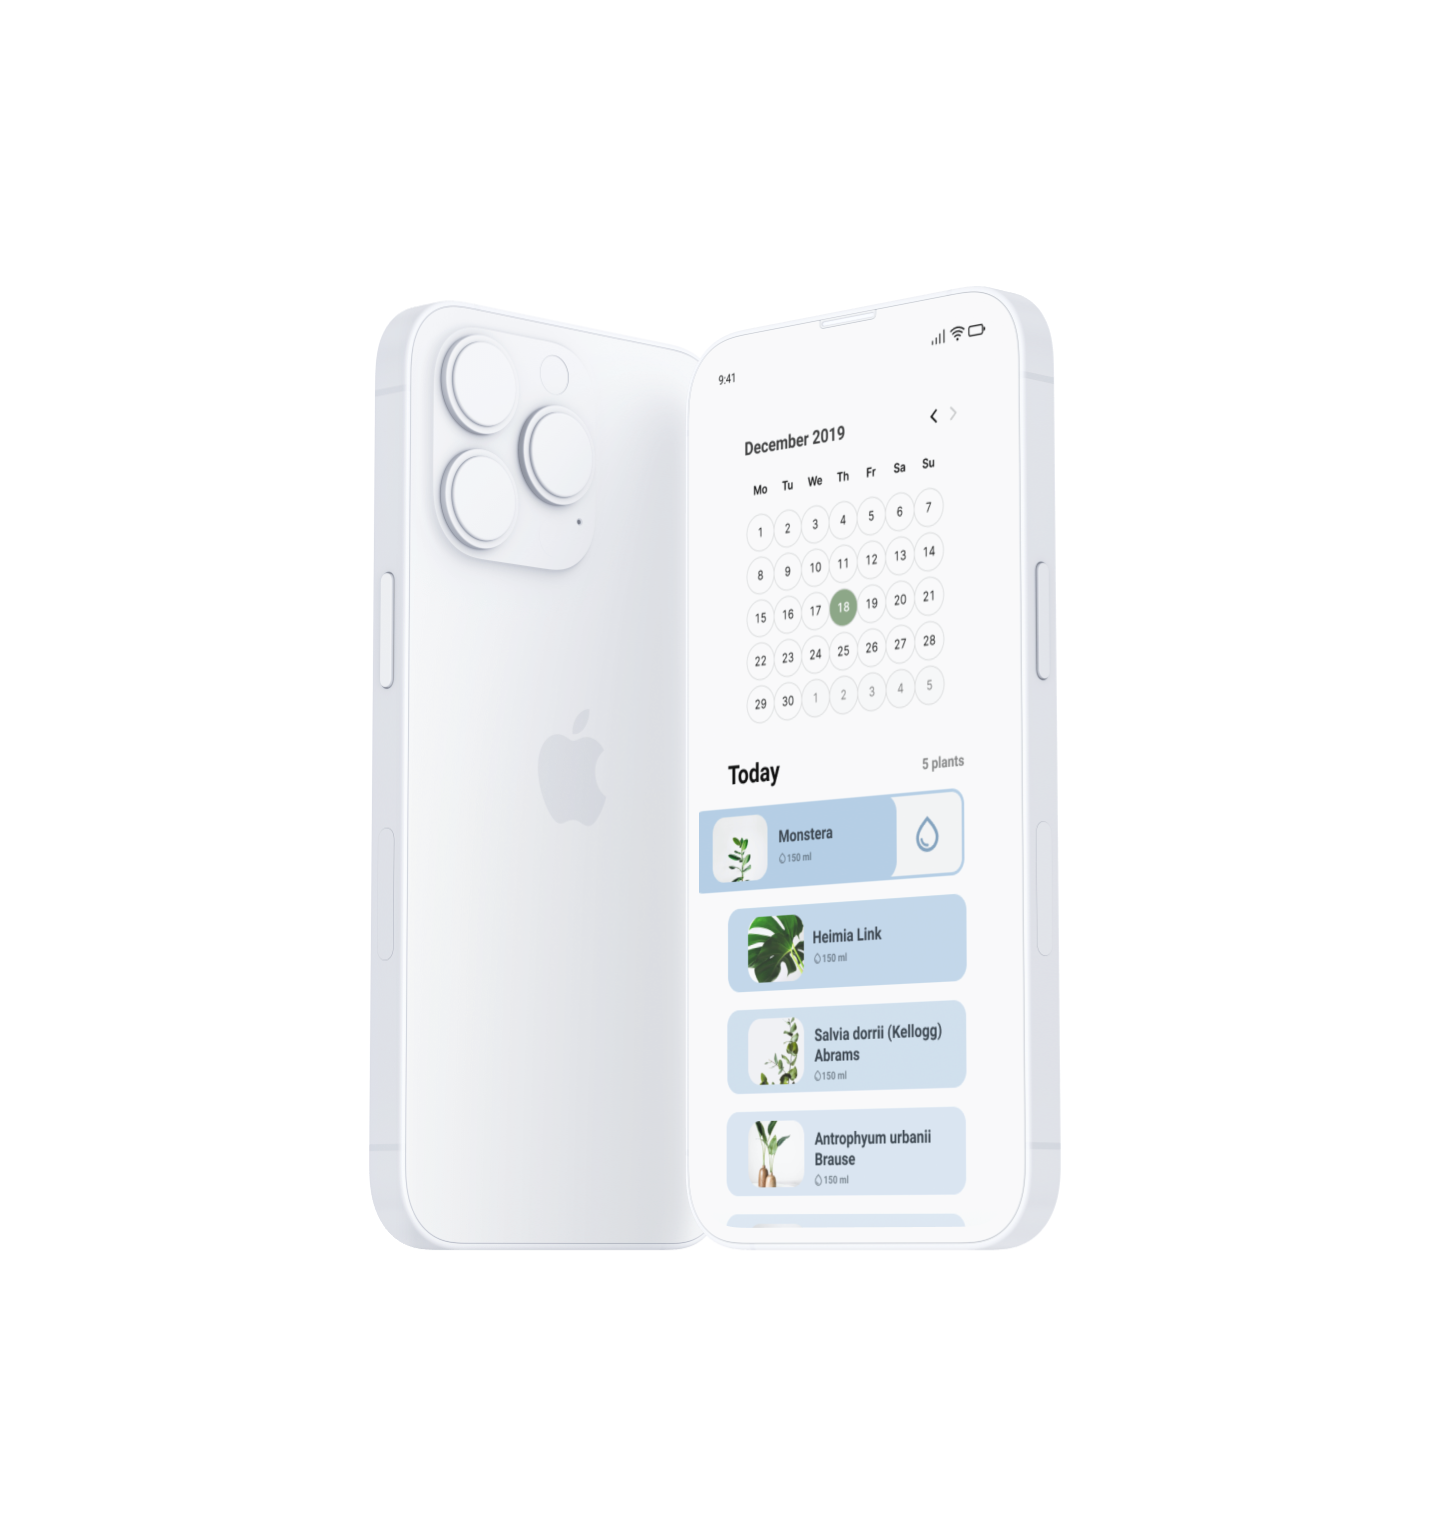 9:41
December 2019
Mo Tu We Th Fr Sa Su
1 2 3 4 5 6 7
8 9 10 11 12 13 14
15 16 17 18 19 20 21
22 23 24 25 26 27 28
29 30 1 2 3 4 5
Today
5 plants
Monstera
150 ml
Heimia Link
150 ml
Salvia dorrii (Kellogg)
Abrams
150 ml
Antrophyum urbanii
Brause
150 ml